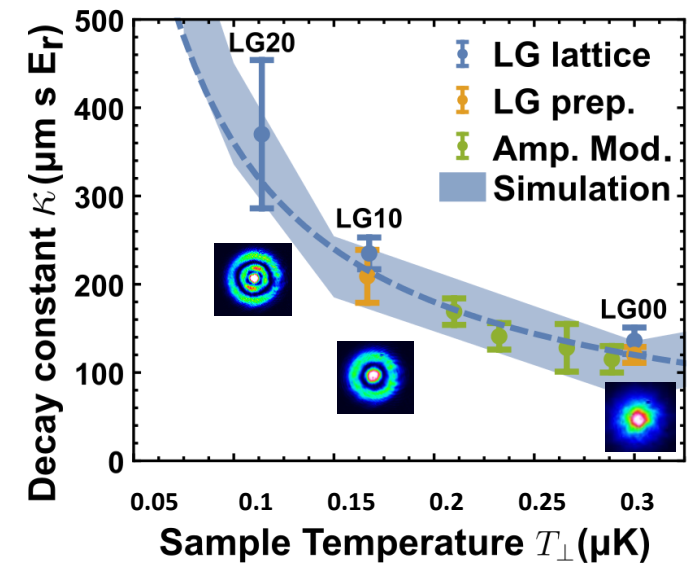 500
400
300
200
100
0
Decay constant κ (μm s Er)
LG20
LG10
LG00
LG lattice
LG prep.
Amp. Mod.
Simulation
0.05 0.1 0.15 0.2 0.25 0.3
Sample Temperature T⊥(μK)